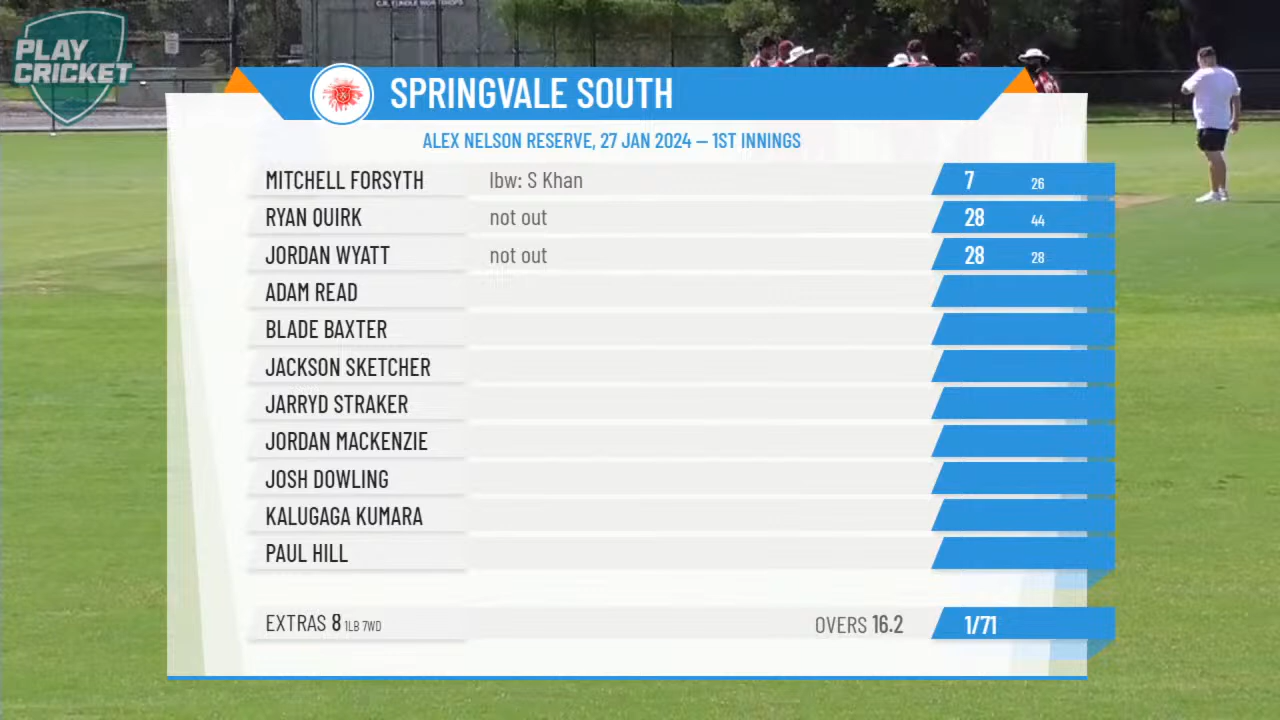 PLAY
CRICKET
SPRINGVALE SOUTH
ALEX NELSON RESERVE, 27 JAN 2024 – 1ST INNINGS
MITCHELL FORSYTH lbw: S Khan 7 26
RYAN QUIRK not out 28 44
JORDAN WYATT not out 28 28
ADAM READ
BLADE BAXTER
JACKSON SKETCHER
JARRYD STRAKER
JORDAN MACKENZIE
JOSH DOWLING
KALUGAGA KUMARA
PAUL HILL
EXTRAS 8 1LB 7WD OVERS 16.2 1/71